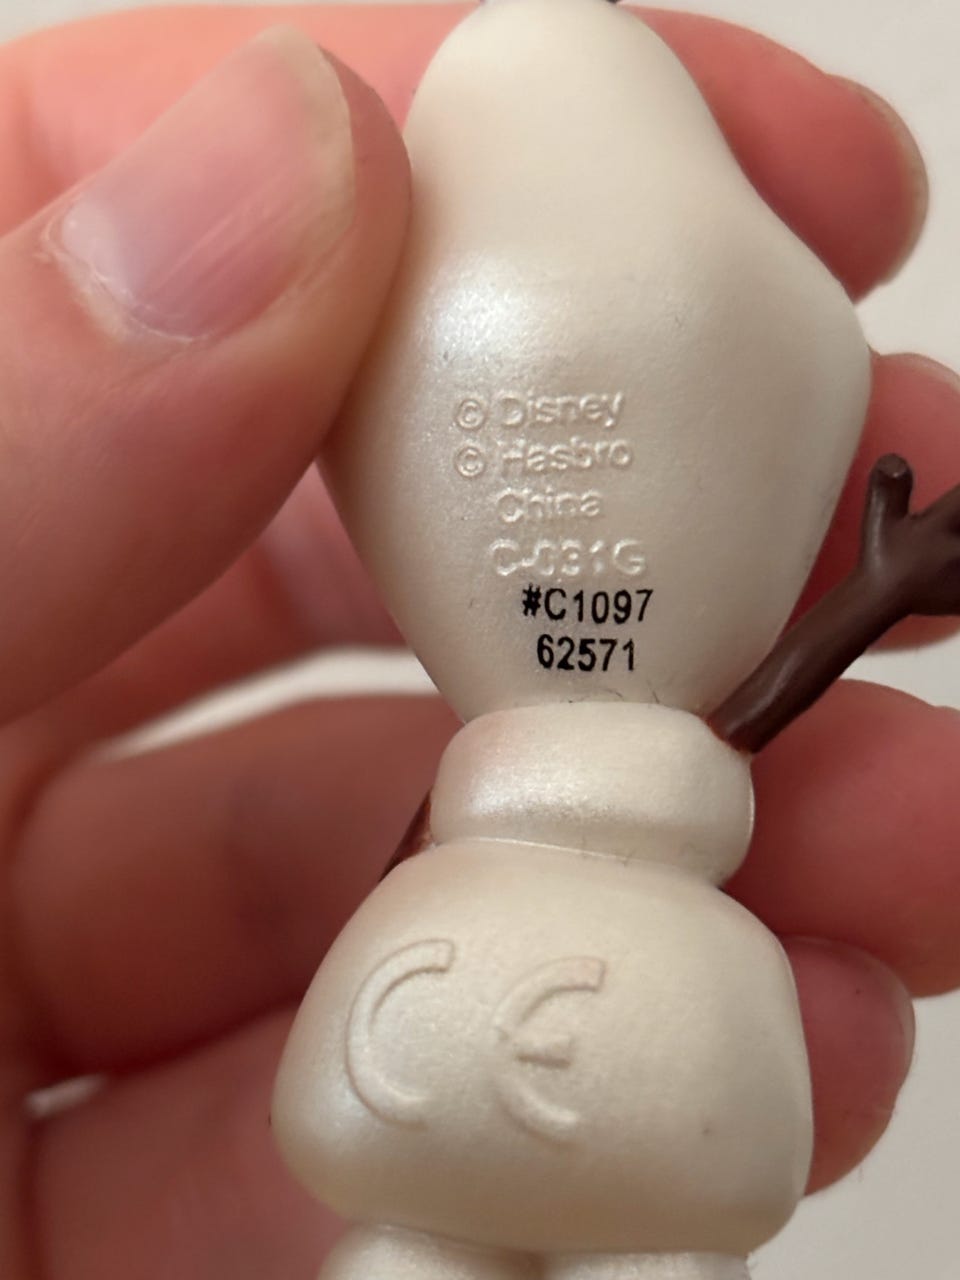 © Disney
© Hasbro
China
C-031G
#C1097
62571
CE